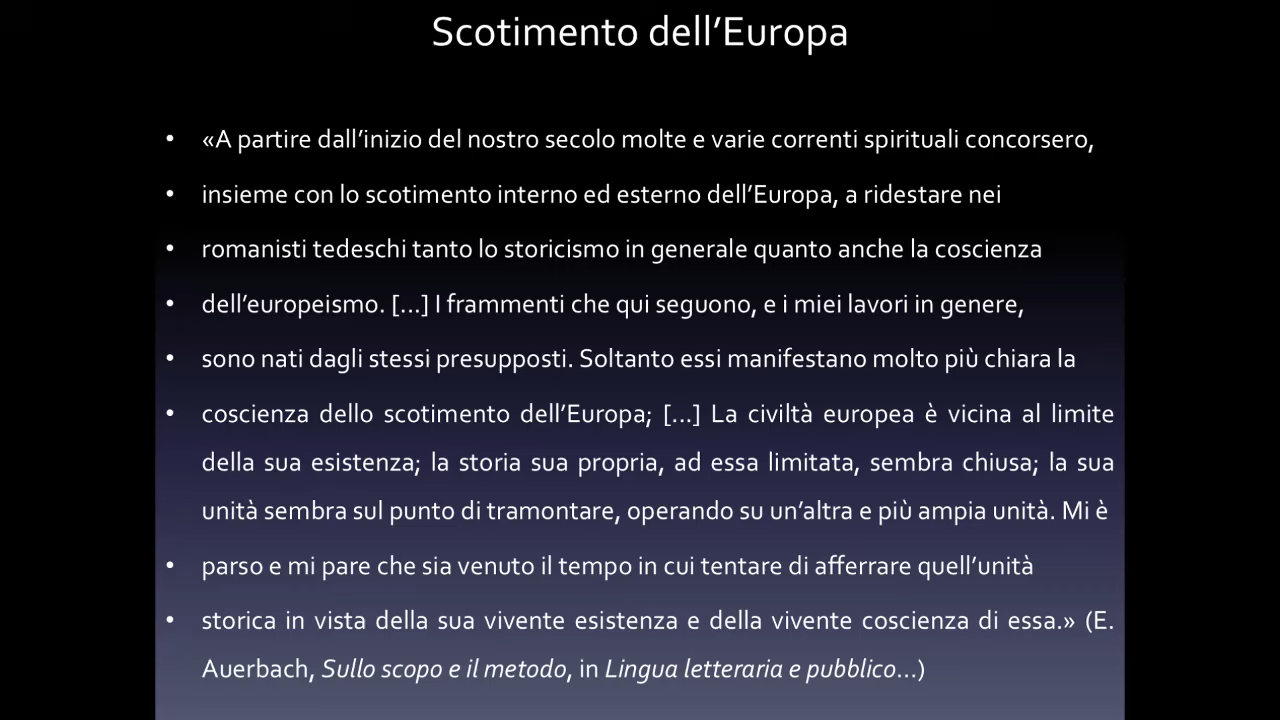 Scotimento dell’Europa
• «A partire dall’inizio del nostro secolo molte e varie correnti spirituali concorsero,
• insieme con lo scotimento interno ed esterno dell’Europa, a ridestare nei
• romanisti tedeschi tanto lo storicismo in generale quanto anche la coscienza
• dell’europeismo. [...] I frammenti che qui seguono, e i miei lavori in genere,
• sono nati dagli stessi presupposti. Soltanto essi manifestano molto più chiara la
• coscienza dello scotimento dell’Europa; [...] La civiltà europea è vicina al limite
della sua esistenza; la storia sua propria, ad essa limitata, sembra chiusa; la sua
unità sembra sul punto di tramontare, operando su un’altra e più ampia unità. Mi è
• parso e mi pare che sia venuto il tempo in cui tentare di afferrare quell’unità
• storica in vista della sua vivente esistenza e della vivente coscienza di essa.» (E.
Auerbach, Sullo scopo e il metodo, in Lingua letteraria e pubblico...)